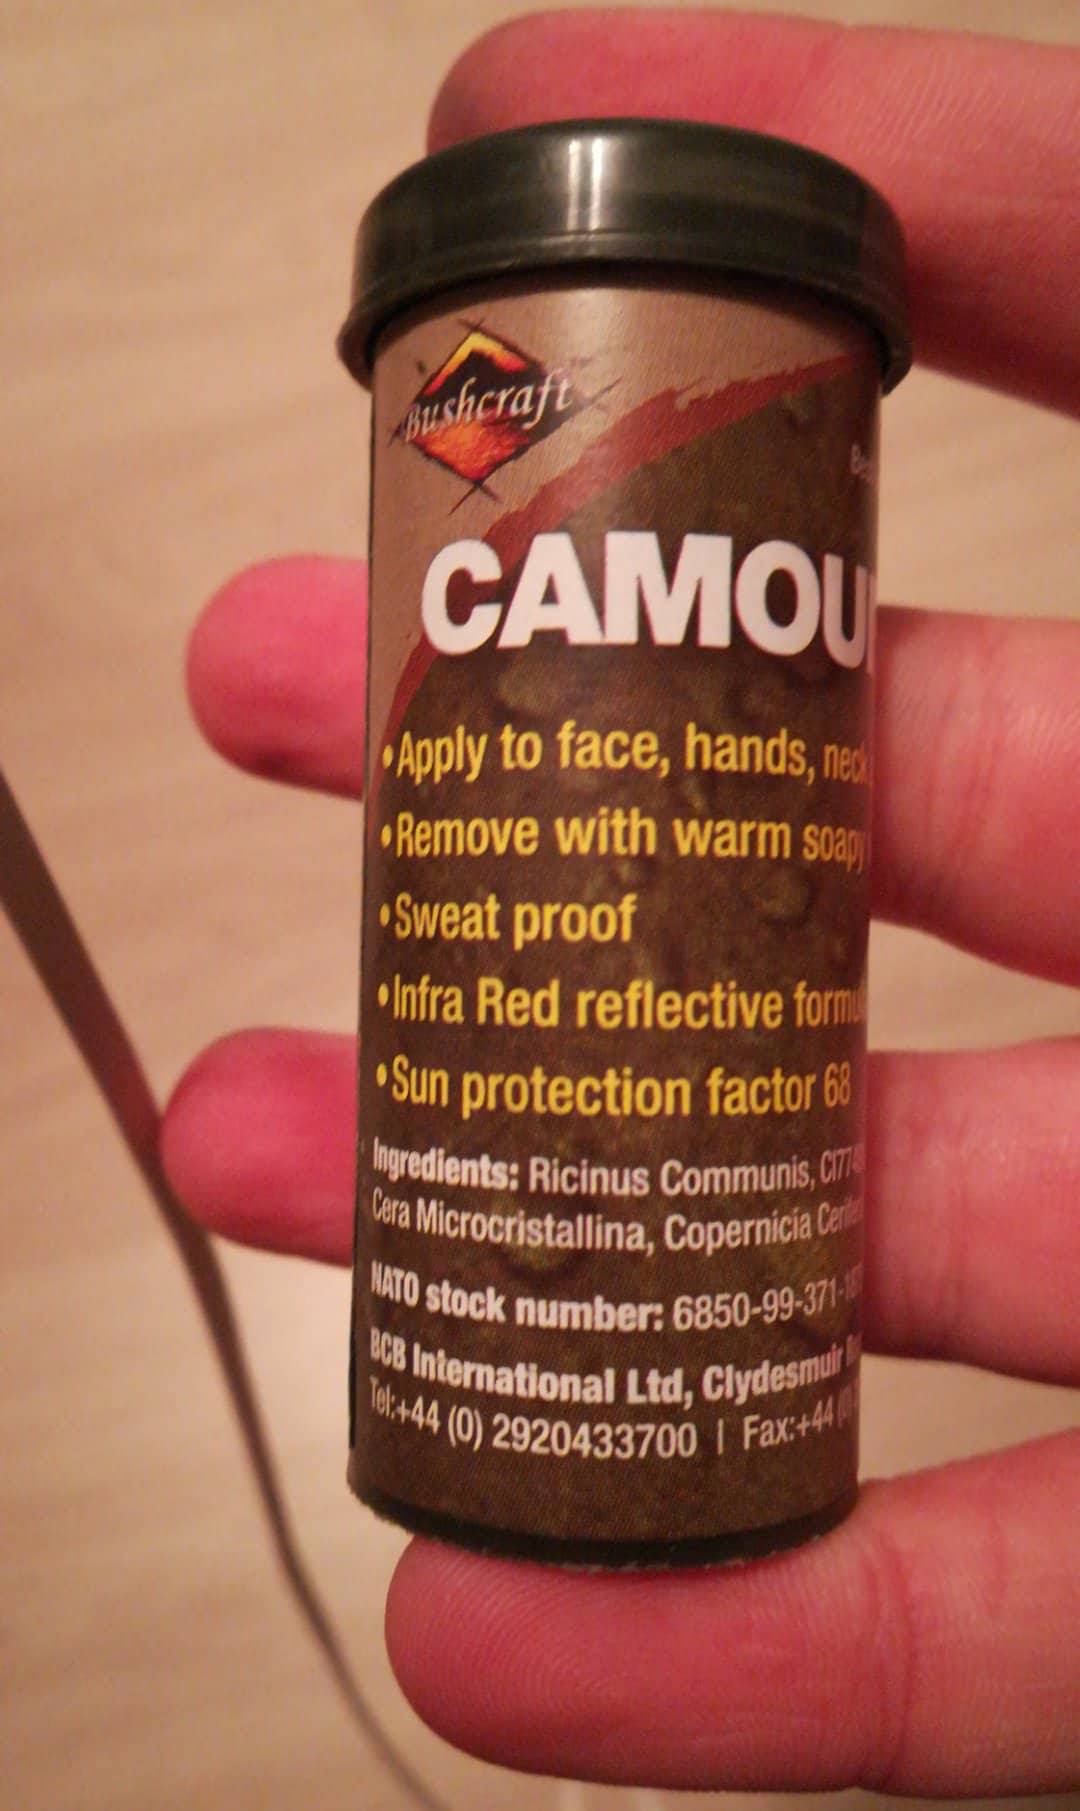 Bushcraft
CAMOU
•Apply to face, hands, neck
•Remove with warm soapy
•Sweat proof
•Infra Red reflective formu
•Sun protection factor 68
Ingredients: Ricinus Communis, CI774
Cera Microcristallina, Copernicia
NATO stock number: 6850-99-371-
BCB International Ltd, Clydesmuir
Tel:+44 (0) 2920433700 | Fax:+44